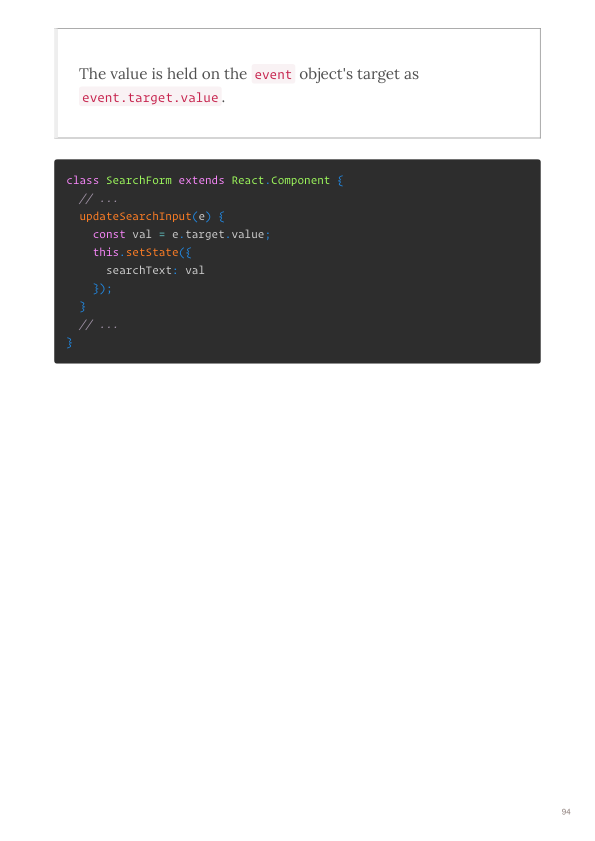 The value is held on the event object's target as
event.target.value.
class SearchForm extends React.Component {
  // ...
  updateSearchInput(e) {
    const val = e.target.value;
    this.setState({
      searchText: val
    });
  }
  // ...
}
94